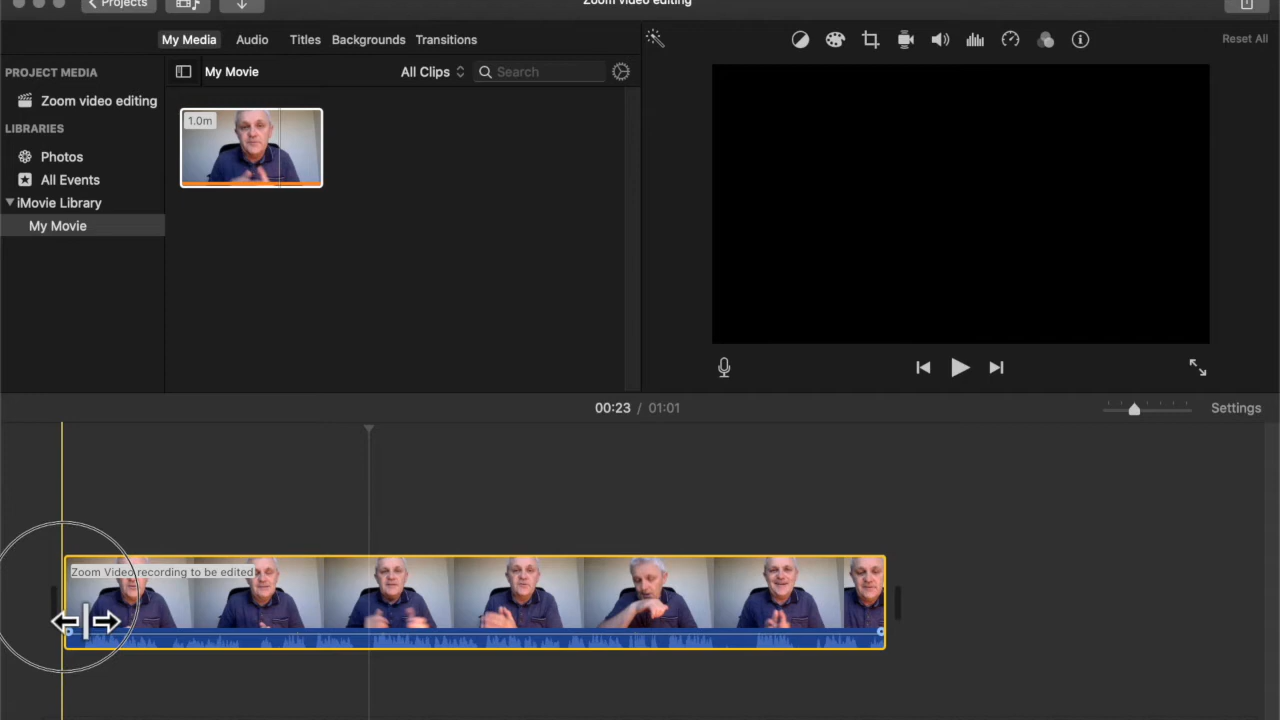 Projects
Zoom video editing
My Media Audio Titles Backgrounds Transitions
Reset All
PROJECT MEDIA
Zoom video editing
LIBRARIES
Photos
All Events
iMovie Library
My Movie
My Movie
All Clips
Search
1.0m
00:23 / 01:01
Settings
Zoom Video recording to be edited